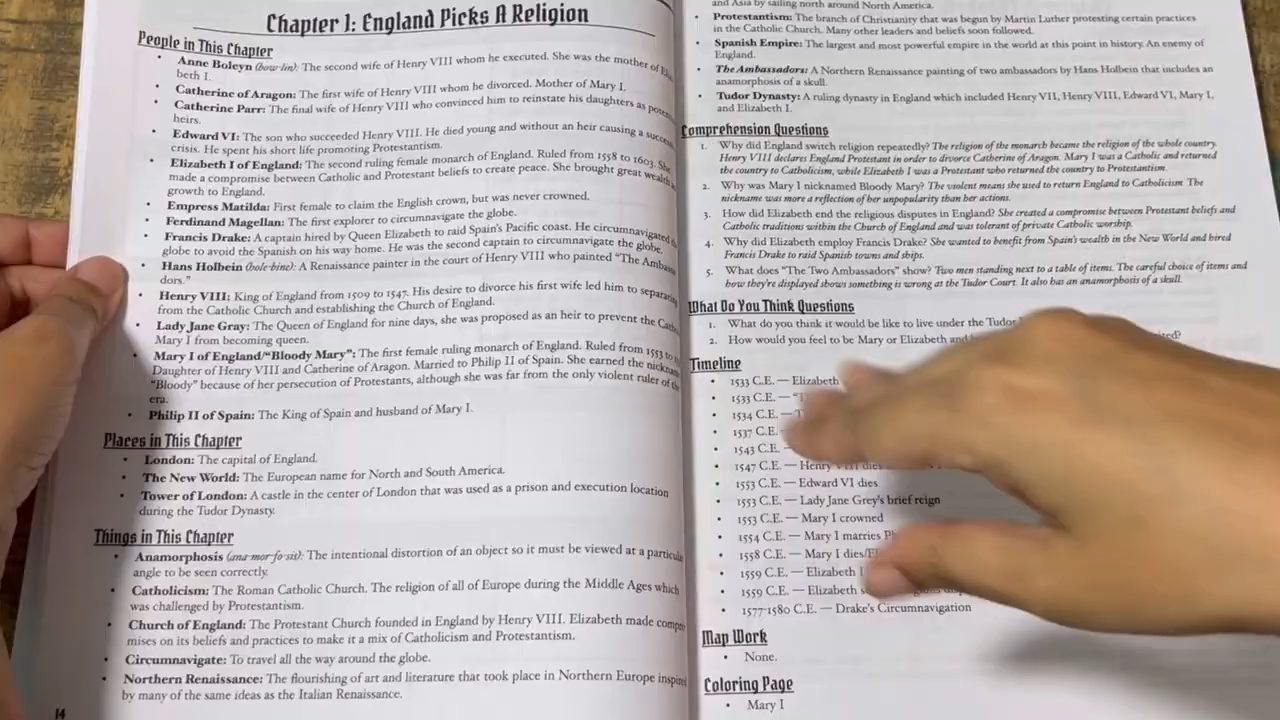 Chapter 1: England Picks A Religion
People in This Chapter
• Anne Boleyn (bow-lin): The second wife of Henry VIII whom he executed. She was the mother of
beth I.
• Catherine of Aragon: The first wife of Henry VIII whom he divorced. Mother of Mary I.
• Catherine Parr: The final wife of Henry VIII who convinced him to reinstate his daughters as
heirs.
• Edward VI: The son who succeeded Henry VIII. He died young and without an heir causing a
crisis. He spent his short life promoting Protestantism.
• Elizabeth I of England: The second ruling female monarch of England. Ruled from 1558 to 1603. She
made a compromise between Catholic and Protestant beliefs to create peace. She brought great wealth
growth to England.
• Empress Matilda: First female to claim the English crown, but was never crowned.
• Ferdinand Magellan: The first explorer to circumnavigate the globe.
• Francis Drake: A captain hired by Queen Elizabeth to raid Spain's Pacific coast. He circumnavigated
globe to avoid the Spanish on his way home. He was the second captain to circumnavigate the globe.
• Hans Holbein (hole-bine): A Renaissance painter in the court of Henry VIII who painted "The
dors."
• Henry VIII: King of England from 1509 to 1547. His desire to divorce his first wife led him to
from the Catholic Church and establishing the Church of England.
• Lady Jane Gray: The Queen of England for nine days, she was proposed as an heir to prevent the
Mary I from becoming queen.
• Mary I of England/"Bloody Mary": The first female ruling monarch of England. Ruled from 1553 to
Daughter of Henry VIII and Catherine of Aragon. Married to Philip II of Spain. She earned the
"Bloody" because of her persecution of Protestants, although she was far from the only violent ruler of the
era.
• Philip II of Spain: The King of Spain and husband of Mary I.
Places in This Chapter
• London: The capital of England.
• The New World: The European name for North and South America.
• Tower of London: A castle in the center of London that was used as a prison and execution location
during the Tudor Dynasty.
Things in This Chapter
• Anamorphosis (ana-mor-fo-sis): The intentional distortion of an object so it must be viewed at a
angle to be seen correctly.
• Catholicism: The Roman Catholic Church. The religion of all of Europe during the Middle Ages which
was challenged by Protestantism.
• Church of England: The Protestant Church founded in England by Henry VIII. Elizabeth made
mises on its beliefs and practices to make it a mix of Catholicism and Protestantism.
• Circumnavigate: To travel all the way around the globe.
• Northern Renaissance: The flourishing of art and literature that took place in Northern Europe
by many of the same ideas as the Italian Renaissance.
14
and Asia by sailing north around North America.
• Protestantism: The branch of Christianity that was begun by Martin Luther protesting certain practices
in the Catholic Church. Many other leaders and beliefs soon followed.
• Spanish Empire: The largest and most powerful empire in the world at this point in history. An enemy of
England.
• The Ambassadors: A Northern Renaissance painting of two ambassadors by Hans Holbein that includes an
anamorphosis of a skull.
• Tudor Dynasty: A ruling dynasty in England which included Henry VII, Henry VIII, Edward VI, Mary I,
and Elizabeth I.
Comprehension Questions
1. Why did England switch religion repeatedly? The religion of the monarch became the religion of the whole country.
Henry VIII declares England Protestant in order to divorce Catherine of Aragon. Mary I was a Catholic and returned
the country to Catholicism, while Elizabeth I was a Protestant who returned the country to Protestantism.
2. Why was Mary I nicknamed Bloody Mary? The violent means she used to return England to Catholicism. The
nickname was more a reflection of her unpopularity than her actions.
3. How did Elizabeth end the religious disputes in England? She created a compromise between Protestant beliefs and
Catholic traditions within the Church of England and was tolerant of private worship.
4. Why did Elizabeth employ Francis Drake? She wanted to benefit from Spain's wealth in the New World and hired
Francis Drake to raid Spanish towns and ships.
5. What does "The Two Ambassadors" show? Two men standing next to a table of items. The careful choice of items and
how they're displayed shows something is wrong at the Tudor Court. It also has an anamorphosis of a skull.
What Do You Think Questions
1. What do you think it would be like to live under the Tudor
2. How would you feel to be Mary or Elizabeth and
Timeline
• 1533 C.E. — Elizabeth
• 1533 C.E. —
• 1534 C.E. —
• 1537 C.E.
• 1543 C.E.
• 1547 C.E. — Henry VIII dies
• 1553 C.E. — Edward VI dies
• 1553 C.E. — Lady Jane Grey's brief reign
• 1553 C.E. — Mary I crowned
• 1554 C.E. — Mary I marries
• 1558 C.E. — Mary I dies/
• 1559 C.E. — Elizabeth I
• 1559 C.E. — Elizabeth
• 1577-1580 C.E. — Drake's Circumnavigation
Map Work
• None.
Coloring Page
• Mary I